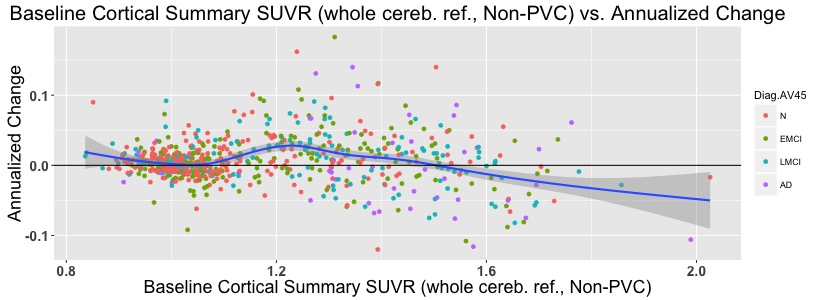 Baseline Cortical Summary SUVR (whole cereb. ref., Non-PVC) vs. Annualized Change
Annualized Change
0.1
0.0
-0.1
0.8
1.2
1.6
2.0
Baseline Cortical Summary SUVR (whole cereb. ref., Non-PVC)
Diag.AV45
N
EMCI
LMCI
AD